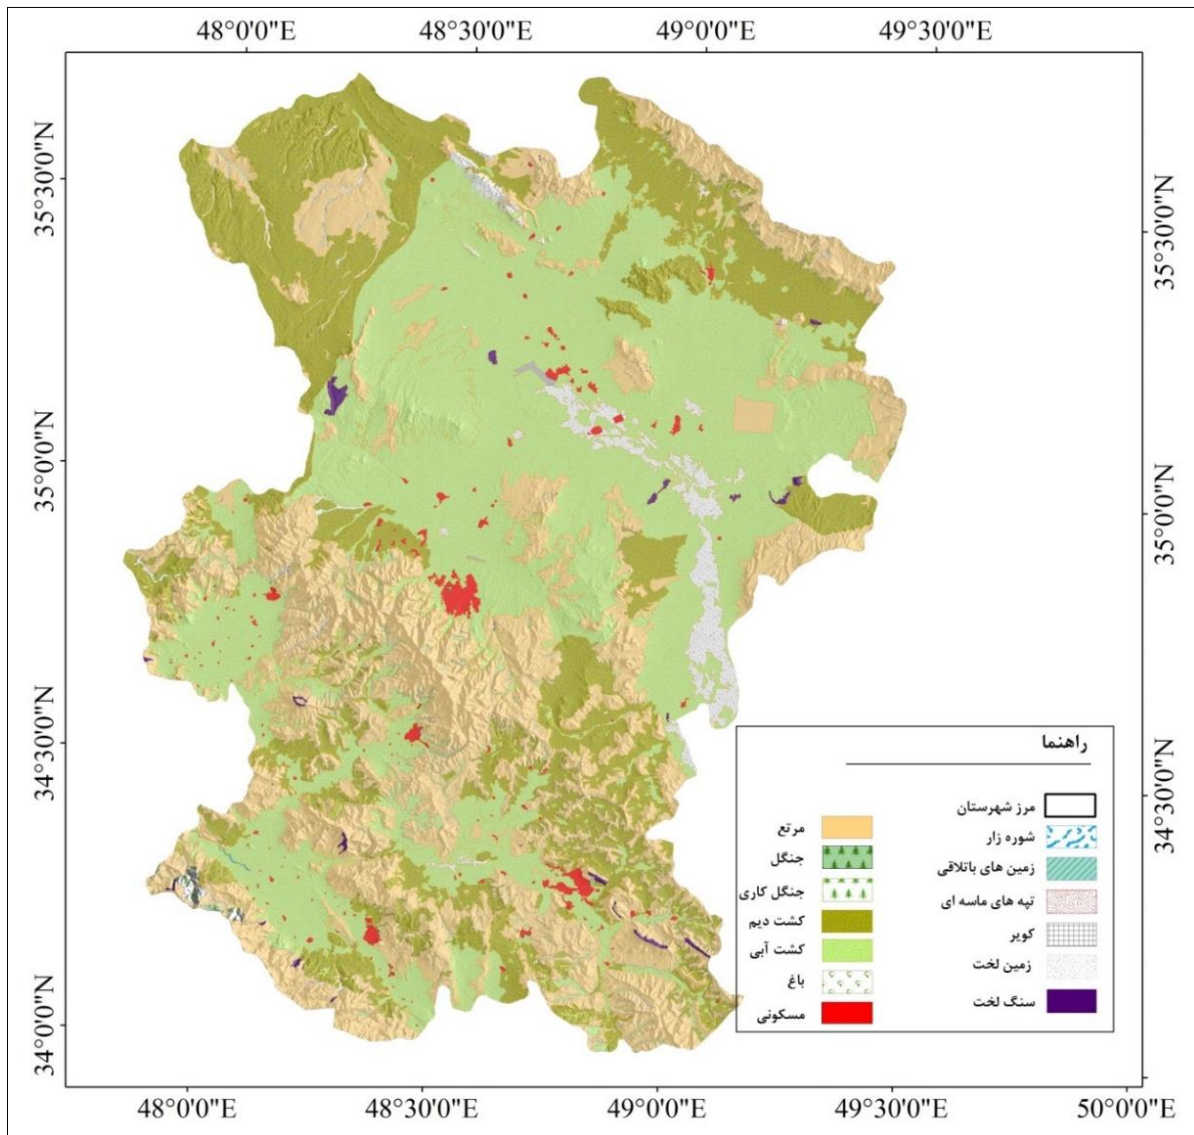 48°0'0"E 48°30'0"E 49°0'0"E 49°30'0"E
35°30'0"N
35°0'0"N
34°30'0"N
34°0'0"N
35°30'0"N
35°0'0"N
34°30'0"N
راهنما
مرز شهرستان
شوره زار
زمین های باتلاقی
تپه های ماسه ای
کویر
زمین لخت
سنگ لخت
مرتع
جنگل
جنگل کاری
کشت دیم
کشت آبی
باغ
مسکونی
48°0'0"E 48°30'0"E 49°0'0"E 49°30'0"E 50°0'0"E